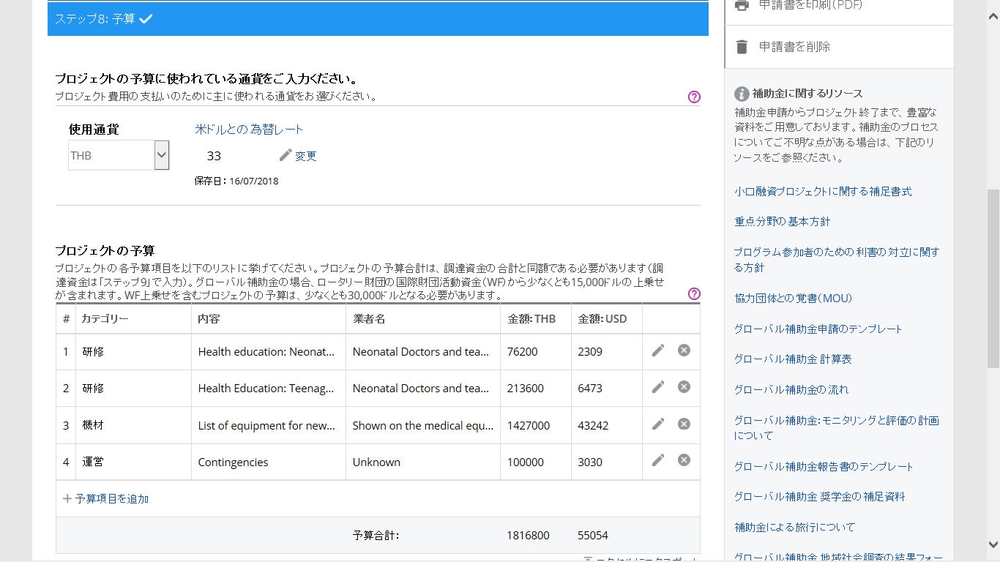 ステップ8: 予算
申請書を印刷（PDF）
申請書を削除
プロジェクトの予算に使われている通貨をご入力ください。
プロジェクト費用の支払いのために主に使われる通貨をお選びください。
使用通貨
米ドルとの為替レート
THB
33
変更
保存日： 16/07/2018
プロジェクトの予算
プロジェクトの各予算項目を以下のリストに挙げてください。プロジェクトの予算合計は、調達資金の合計と同額である必要があります（調
達資金は「ステップ9」で入力）。グローバル補助金の場合、ロータリー財団の国際財団活動資金（WF）から少なくとも15,000ドルの上乗せ
が含まれます。WF上乗せを含むプロジェクトの予算は、少なくとも30,000ドルとなる必要があります。
# カテゴリー 内容 業者名 金額：THB 金額：USD
1 研修 Health education: Neonat... Neonatal Doctors and tea... 76200 2309
2 研修 Health Education: Teenag... Neonatal Doctors and tea... 213600 6473
3 機材 List of equipment for new... Shown on the medical equ... 1427000 43242
4 運営 Contingencies Unknown 100000 3030
予算項目を追加
予算合計： 1816800 55054
補助金に関するリソース
補助金申請からプロジェクト終了まで、豊富な
資料をご用意しております。補助金のプロセス
についてご不明な点がある場合は、下記のリ
ソースをご参照ください。
小口融資プロジェクトに関する補足書式
重点分野の基本方針
プログラム参加者のための利害の対立に関す
る方針
協力団体との覚書（MOU）
グローバル補助金申請のテンプレート
グローバル補助金 計算表
グローバル補助金の流れ
グローバル補助金：モニタリングと評価の計画
について
グローバル補助金報告書のテンプレート
グローバル補助金 奨学金の補足資料
補助金による旅行について
グローバル補助金 地域社会調査の結果フォー